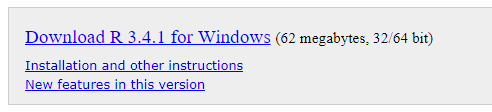 Download R 3.4.1 for Windows (62 megabytes, 32/64 bit)
Installation and other instructions
New features in this version